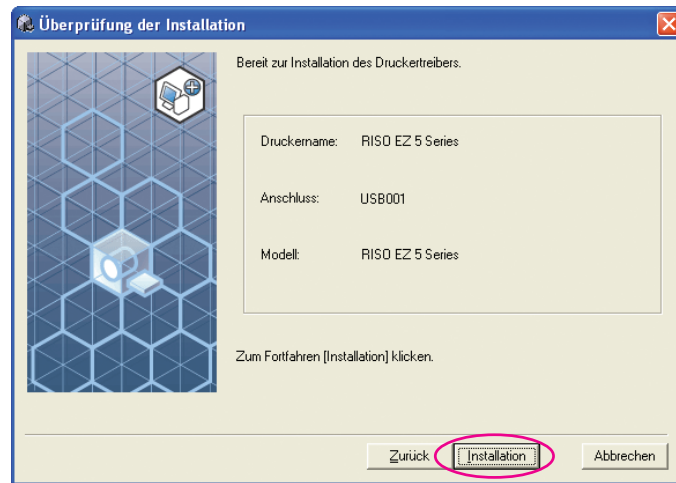 Überprüfung der Installation
Bereit zur Installation des Druckertreibers.
Druckername: RISO EZ 5 Series
Anschluss: USB001
Modell: RISO EZ 5 Series
Zum Fortfahren [Installation] klicken.
Zurück Installation Abbrechen